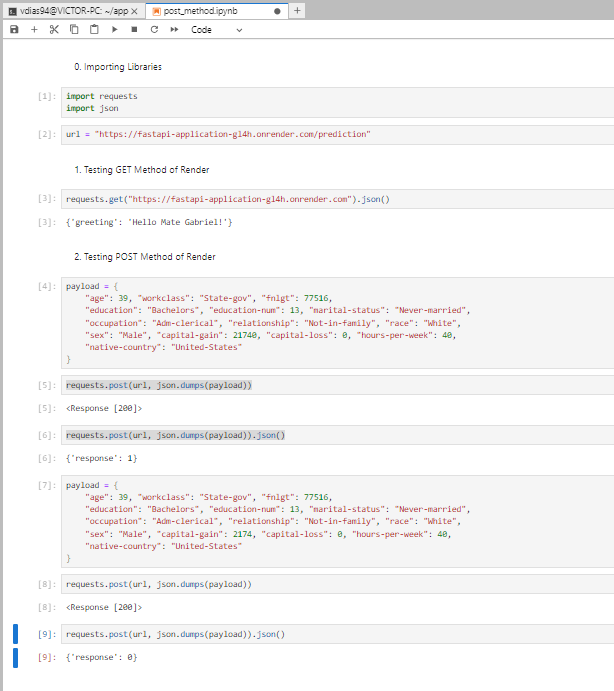 vdias94@VICTOR-PC: ~/app × post_method.ipynb ● +
Code
0. Importing Libraries
[1]: import requests
import json
[2]: url = "https://fastapi-application-gl4h.onrender.com/prediction"
1. Testing GET Method of Render
[3]: requests.get("https://fastapi-application-gl4h.onrender.com").json()
[3]: {'greeting': 'Hello Mate Gabriel!'}
2. Testing POST Method of Render
[4]: payload = {
"age": 39, "workclass": "State-gov", "fnlgt": 77516,
"education": "Bachelors", "education-num": 13, "marital-status": "Never-married",
"occupation": "Adm-clerical", "relationship": "Not-in-family", "race": "White",
"sex": "Male", "capital-gain": 21740, "capital-loss": 0, "hours-per-week": 40,
"native-country": "United-States"
}
[5]: requests.post(url, json.dumps(payload))
[5]: <Response [200]>
[6]: requests.post(url, json.dumps(payload)).json()
[6]: {'response': 1}
[7]: payload = {
"age": 39, "workclass": "State-gov", "fnlgt": 77516,
"education": "Bachelors", "education-num": 13, "marital-status": "Never-married",
"occupation": "Adm-clerical", "relationship": "Not-in-family", "race": "White",
"sex": "Male", "capital-gain": 2174, "capital-loss": 0, "hours-per-week": 40,
"native-country": "United-States"
}
[8]: requests.post(url, json.dumps(payload))
[8]: <Response [200]>
[9]: requests.post(url, json.dumps(payload)).json()
[9]: {'response': 0}